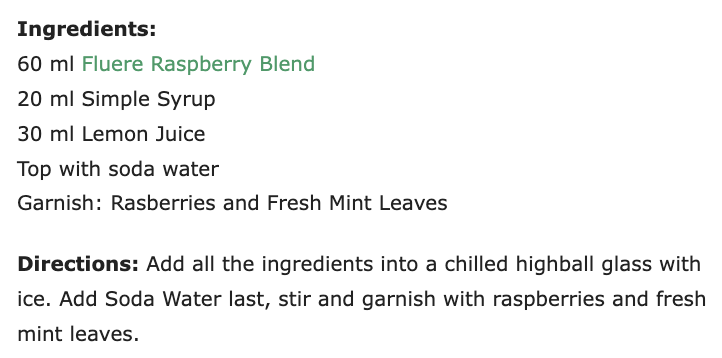 Ingredients:
60 ml Fluere Raspberry Blend
20 ml Simple Syrup
30 ml Lemon Juice
Top with soda water
Garnish: Rasberries and Fresh Mint Leaves
Directions: Add all the ingredients into a chilled highball glass with
ice. Add Soda Water last, stir and garnish with raspberries and fresh
mint leaves.